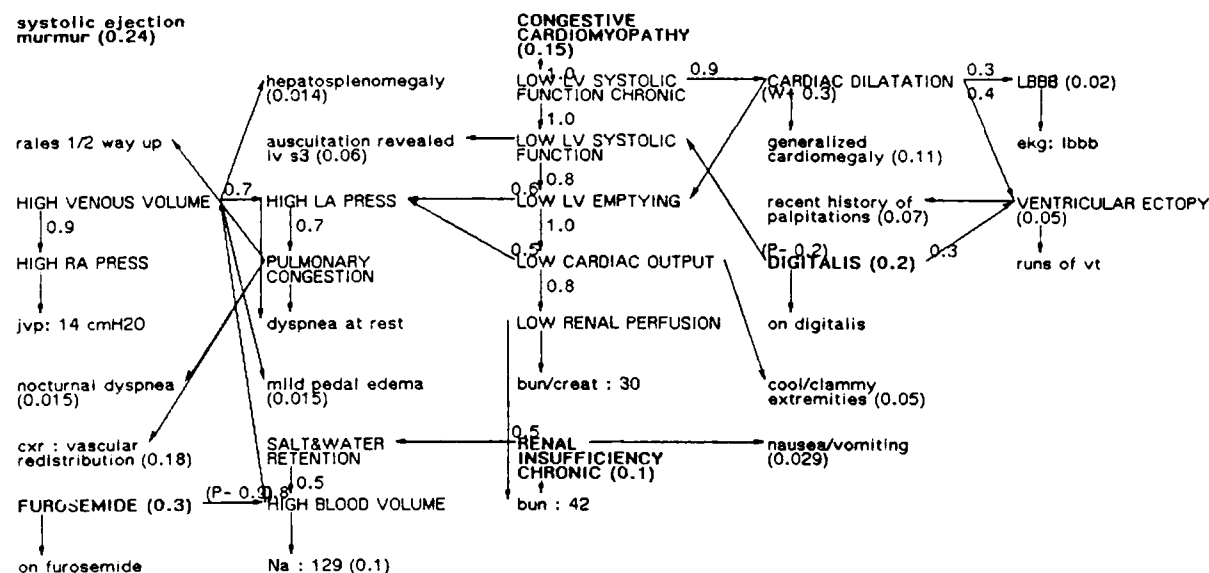 systolic ejection
murmur (0.24)
CONGESTIVE
CARDIOMYOPATHY
(0.15)
1.0
hepatosplenomegaly
(0.014)
LOW LV SYSTOLIC
FUNCTION CHRONIC
0.9
CARDIAC DILATATION
(W+ 0.3)
0.3
0.4
LBBB (0.02)
1.0
rales 1/2 way up
auscultation revealed
lv s3 (0.06)
LOW LV SYSTOLIC
FUNCTION
generalized
cardiomegaly (0.11)
ekg: lbbb
0.8
HIGH VENOUS VOLUME
0.7
HIGH LA PRESS
0.6
LOW LV EMPTYING
recent history of
palpitations (0.07)
VENTRICULAR ECTOPY
(0.05)
0.9
0.7
1.0
HIGH RA PRESS
PULMONARY
CONGESTION
0.5
LOW CARDIAC OUTPUT
(P- 0.2)
DIGITALIS (0.2)
0.3
runs of vt
0.8
jvp: 14 cmH2O
dyspnea at rest
LOW RENAL PERFUSION
on digitalis
nocturnal dyspnea
(0.015)
mild pedal edema
(0.015)
bun/creat : 30
cool/clammy
extremities (0.05)
cxr : vascular
redistribution (0.18)
SALT&WATER
RETENTION
0.5
RENAL
INSUFFICIENCY
CHRONIC (0.1)
nausea/vomiting
(0.029)
0.5
FUROSEMIDE (0.3)
(P- 0.3)
0.8
HIGH BLOOD VOLUME
bun : 42
on furosemide
Na : 129 (0.1)